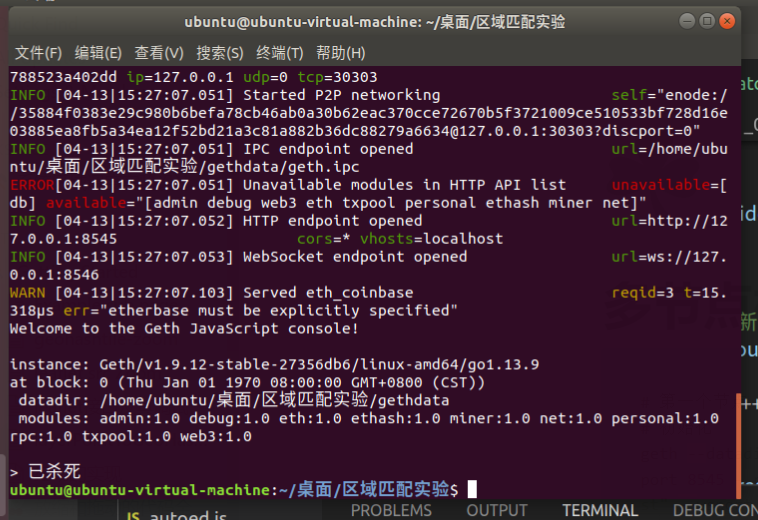 ubuntu@ubuntu-virtual-machine: ~/桌面/区域匹配实验
文件(F) 编辑(E) 查看(V) 搜索(S) 终端(T) 帮助(H)
788523a402dd ip=127.0.0.1 udp=0 tcp=30303
INFO [04-13|15:27:07.051] Started P2P networking self="enode:/
/35884f0383e29c980b6befa78cb46ab0a30b62eac370cce72670b5f3721009ce510533bf728d16e
03885ea8fb5a34ea12f52bd21a3c81a882b36dc88279a6634@127.0.0.1:30303?discport=0"
INFO [04-13|15:27:07.051] IPC endpoint opened url=/home/ubu
ntu/桌面/区域匹配实验/gethdata/geth.ipc
ERROR[04-13|15:27:07.051] Unavailable modules in HTTP API list unavailable=[
db] available="[admin debug web3 eth txpool personal ethash miner net]"
INFO [04-13|15:27:07.052] HTTP endpoint opened url=http://12
7.0.0.1:8545 cors=* vhosts=localhost
INFO [04-13|15:27:07.053] WebSocket endpoint opened url=ws://127.
0.0.1:8546
WARN [04-13|15:27:07.103] Served eth_coinbase reqid=3 t=15.
318µs err="etherbase must be explicitly specified"
Welcome to the Geth JavaScript console!
instance: Geth/v1.9.12-stable-27356db6/linux-amd64/go1.13.9
at block: 0 (Thu Jan 01 1970 08:00:00 GMT+0800 (CST))
datadir: /home/ubuntu/桌面/区域匹配实验/gethdata
modules: admin:1.0 debug:1.0 eth:1.0 ethash:1.0 miner:1.0 net:1.0 personal:1.0
rpc:1.0 txpool:1.0 web3:1.0
> 已杀死
ubuntu@ubuntu-virtual-machine:~/桌面/区域匹配实验$
PROBLEMS OUTPUT TERMINAL DEBUG CON